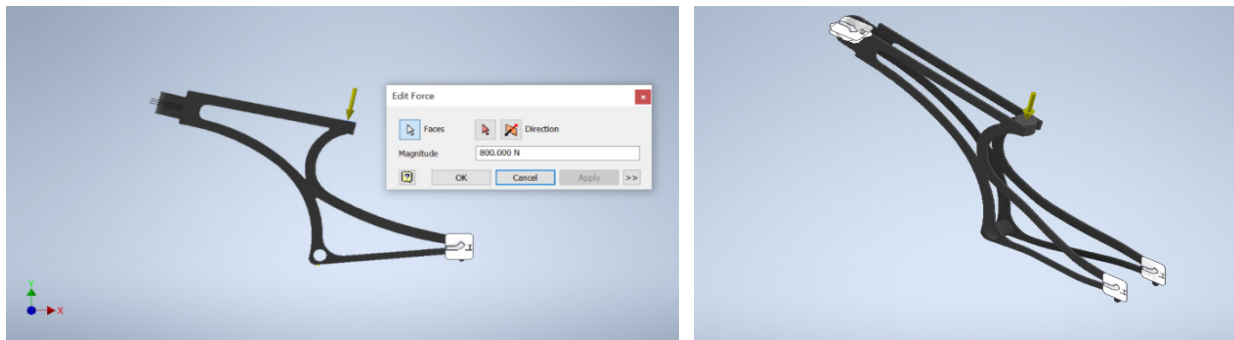 Edit Force
Faces
Direction
Magnitude
800.000 N
OK
Cancel
Apply
>>
Y
X